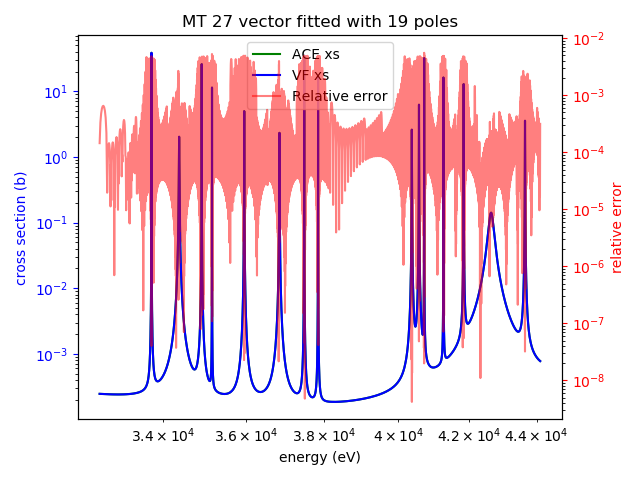 MT 27 vector fitted with 19 poles
ACE xs
VF xs
Relative error
cross section (b)
10¹
10⁰
10⁻¹
10⁻²
10⁻³
10⁻²
10⁻³
10⁻⁴
10⁻⁵
10⁻⁶
10⁻⁷
10⁻⁸
relative error
3.4 × 10⁴ 3.6 × 10⁴ 3.8 × 10⁴ 4 × 10⁴ 4.2 × 10⁴ 4.4 × 10⁴
energy (eV)